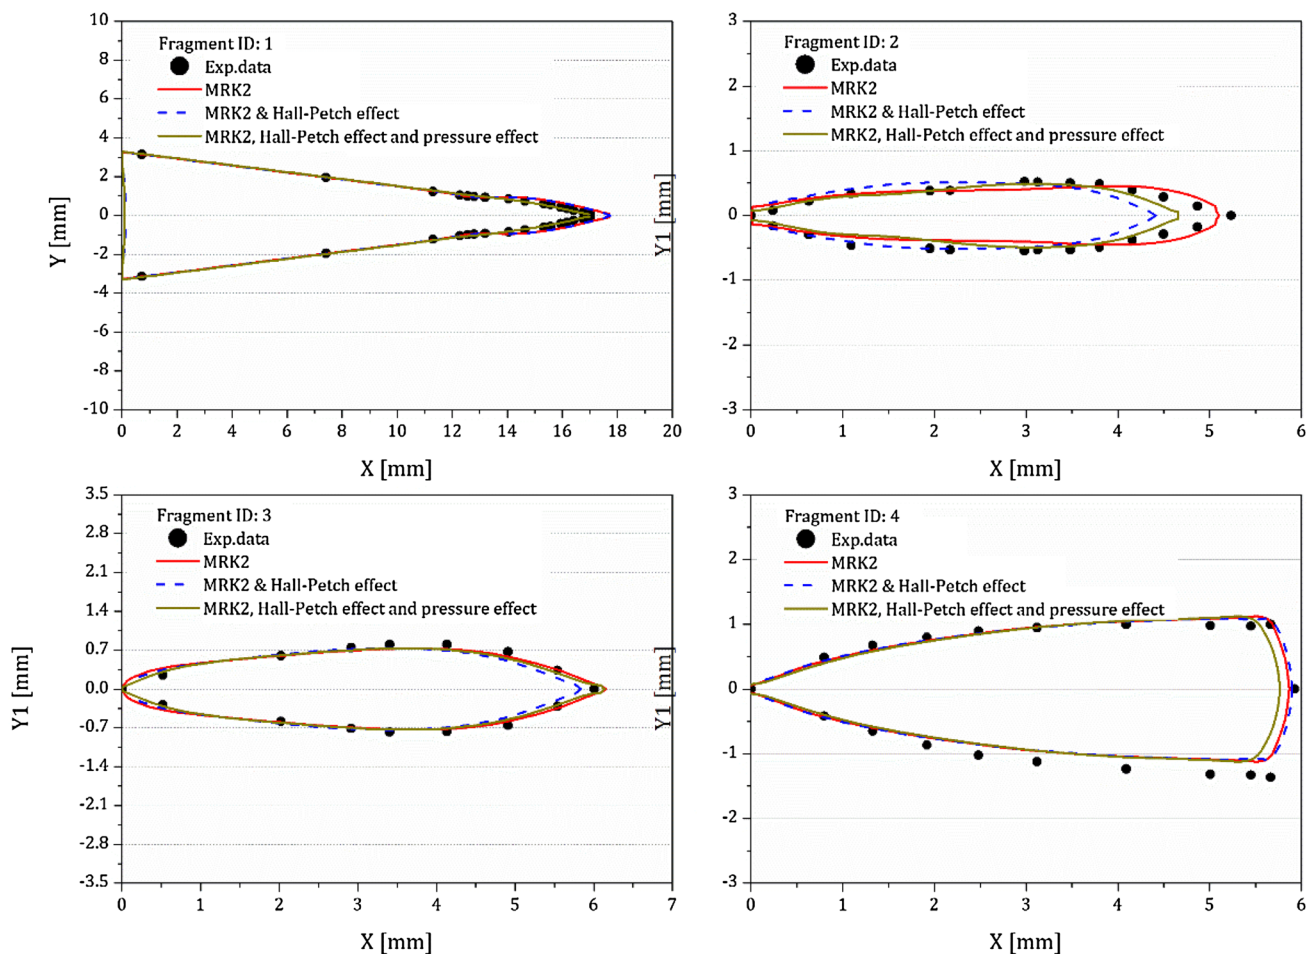 Fragment ID: 1
Exp.data
MRK2
MRK2 & Hall-Petch effect
MRK2, Hall-Petch effect and pressure effect
10
8
6
4
2
0
-2
-4
-6
-8
-10
Y [mm]
0 2 4 6 8 10 12 14 16 18 20
X [mm]
Fragment ID: 2
Exp.data
MRK2
MRK2 & Hall-Petch effect
MRK2, Hall-Petch effect and pressure effect
3
2
1
0
-1
-2
-3
Y1 [mm]
0 1 2 3 4 5 6
X [mm]
Fragment ID: 3
Exp.data
MRK2
MRK2 & Hall-Petch effect
MRK2, Hall-Petch effect and pressure effect
3.5
2.8
2.1
1.4
0.7
0.0
-0.7
-1.4
-2.1
-2.8
-3.5
Y1 [mm]
0 1 2 3 4 5 6 7
X [mm]
Fragment ID: 4
Exp.data
MRK2
MRK2 & Hall-Petch effect
MRK2, Hall-Petch effect and pressure effect
3
2
1
0
-1
-2
-3
Y1 [mm]
0 1 2 3 4 5 6
X [mm]